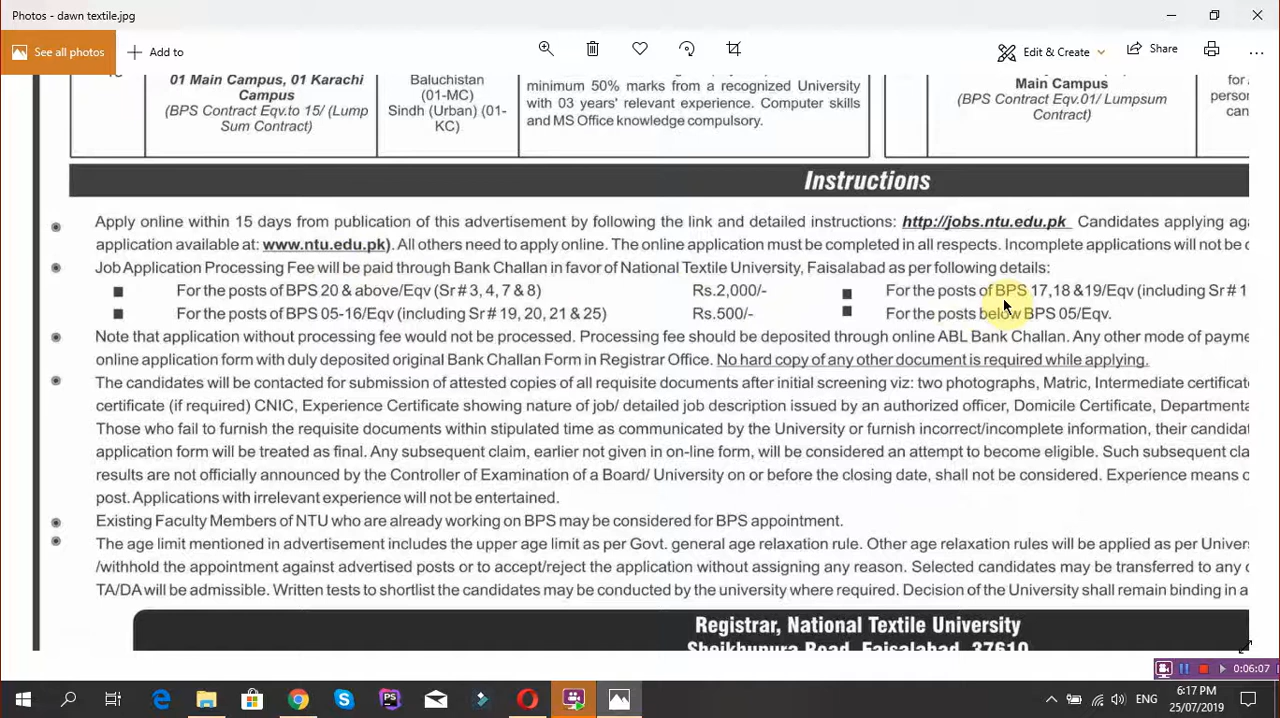 Photos - dawn textile.jpg
See all photos
Add to
Edit & Create
Share
01 Main Campus, 01 Karachi
Campus
(BPS Contract Eqv.to 15/ (Lump
Sum Contract)
Baluchistan
(01-MC)
Sindh (Urban) (01-
KC)
minimum 50% marks from a recognized University
with 03 years' relevant experience. Computer skills
and MS Office knowledge compulsory.
Main Campus
(BPS Contract Eqv.01/ Lumpsum
Contract)
for
person
can
Instructions
Apply online within 15 days from publication of this advertisement by following the link and detailed instructions: http://jobs.ntu.edu.pk Candidates applying aga
application available at: www.ntu.edu.pk). All others need to apply online. The online application must be completed in all respects. Incomplete applications will not be c
Job Application Processing Fee will be paid through Bank Challan in favor of National Textile University, Faisalabad as per following details:
For the posts of BPS 20 & above/Eqv (Sr# 3, 4, 7 & 8) Rs.2,000/- For the posts of BPS 17,18 &19/Eqv (including Sr# 1
For the posts of BPS 05-16/Eqv (including Sr# 19, 20, 21 & 25) Rs.500/- For the posts below BPS 05/Eqv.
Note that application without processing fee would not be processed. Processing fee should be deposited through online ABL Bank Challan. Any other mode of payme
online application form with duly deposited original Bank Challan Form in Registrar Office. No hard copy of any other document is required while applying.
The candidates will be contacted for submission of attested copies of all requisite documents after initial screening viz: two photographs, Matric, Intermediate certificat
certificate (if required) CNIC, Experience Certificate showing nature of job/ detailed job description issued by an authorized officer, Domicile Certificate, Departmenta
Those who fail to furnish the requisite documents within stipulated time as communicated by the University or furnish incorrect/incomplete information, their candidat
application form will be treated as final. Any subsequent claim, earlier not given in on-line form, will be considered an attempt to become eligible. Such subsequent cla
results are not officially announced by the Controller of Examination of a Board/ University on or before the closing date, shall not be considered. Experience means c
post. Applications with irrelevant experience will not be entertained.
Existing Faculty Members of NTU who are already working on BPS may be considered for BPS appointment.
The age limit mentioned in advertisement includes the upper age limit as per Govt. general age relaxation rule. Other age relaxation rules will be applied as per Univer
/withhold the appointment against advertised posts or to accept/reject the application without assigning any reason. Selected candidates may be transferred to any c
TA/DA will be admissible. Written tests to shortlist the candidates may be conducted by the university where required. Decision of the University shall remain binding in a
Registrar, National Textile University
Sheikhupura Road, Faisalabad, 37610
0:06:07
ENG
6:17 PM
25/07/2019